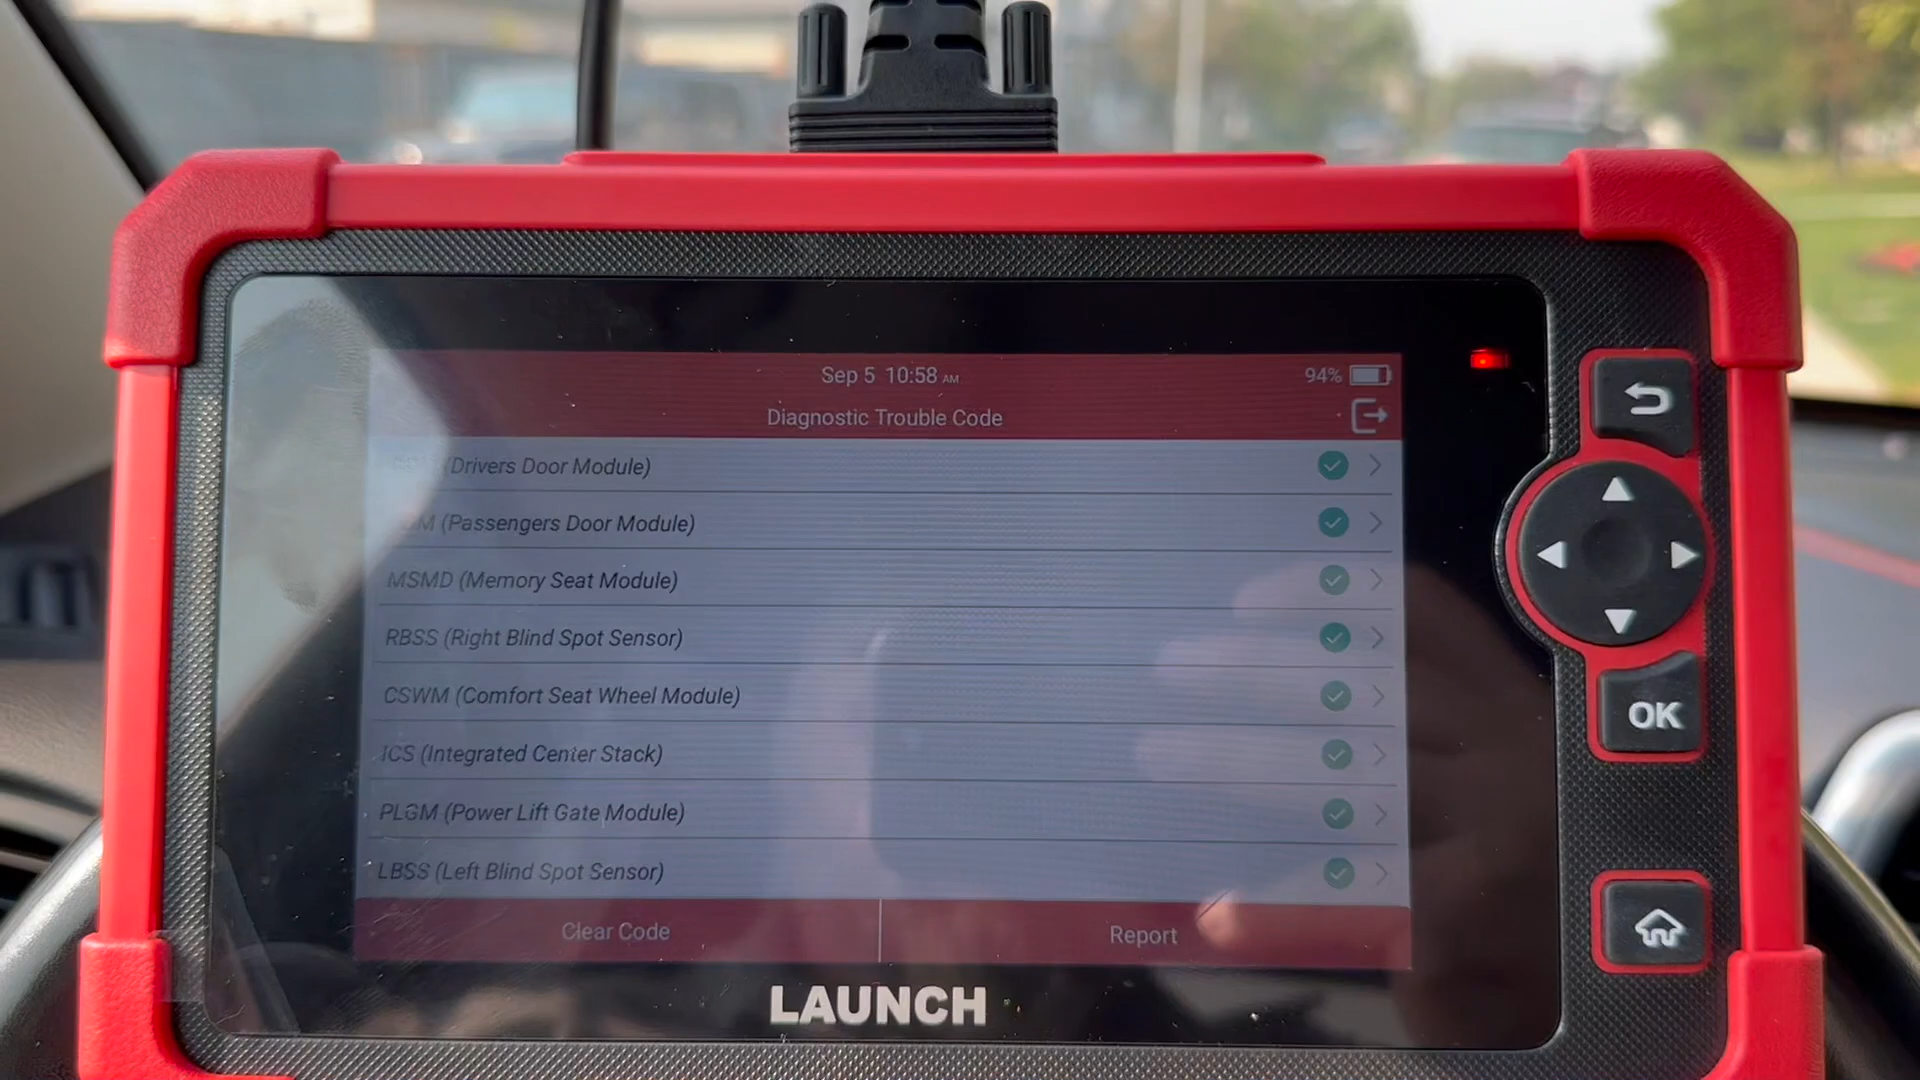 Sep 5 10:58 AM 94%
Diagnostic Trouble Code
(Drivers Door Module)
(Passengers Door Module)
MSMD (Memory Seat Module)
RBSS (Right Blind Spot Sensor)
CSWM (Comfort Seat Wheel Module)
ICS (Integrated Center Stack)
PLGM (Power Lift Gate Module)
LBSS (Left Blind Spot Sensor)
Clear Code Report
LAUNCH
OK